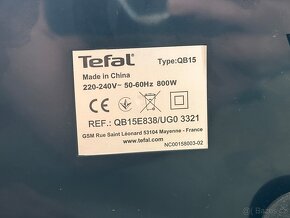 Tefal Type:QB15
Made in China
220-240V~ 50-60Hz 800W
REF.: QB15E838/UG0 3321
GSM Rue Saint Léonard 53104 Mayenne - France
www.tefal.com
NC00158003-02